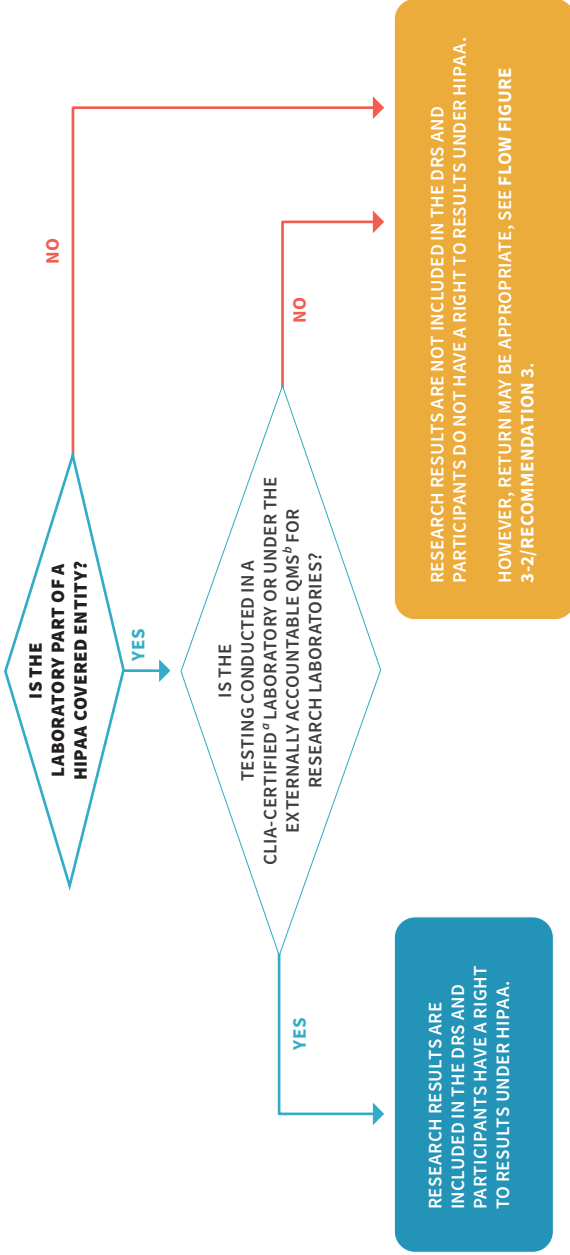 IS THE
LABORATORY PART OF A
HIPAA COVERED ENTITY?
NO
YES
IS THE
TESTING CONDUCTED IN A
CLIA-CERTIFIEDᵃ LABORATORY OR UNDER THE
EXTERNALLY ACCOUNTABLE QMSᵇ FOR
RESEARCH LABORATORIES?
YES
NO
RESEARCH RESULTS ARE
INCLUDED IN THE DRS AND
PARTICIPANTS HAVE A RIGHT
TO RESULTS UNDER HIPAA.
RESEARCH RESULTS ARE NOT INCLUDED IN THE DRS AND
PARTICIPANTS DO NOT HAVE A RIGHT TO RESULTS UNDER HIPAA.
HOWEVER, RETURN MAY BE APPROPRIATE, SEE FLOW FIGURE
3-2/RECOMMENDATION 3.